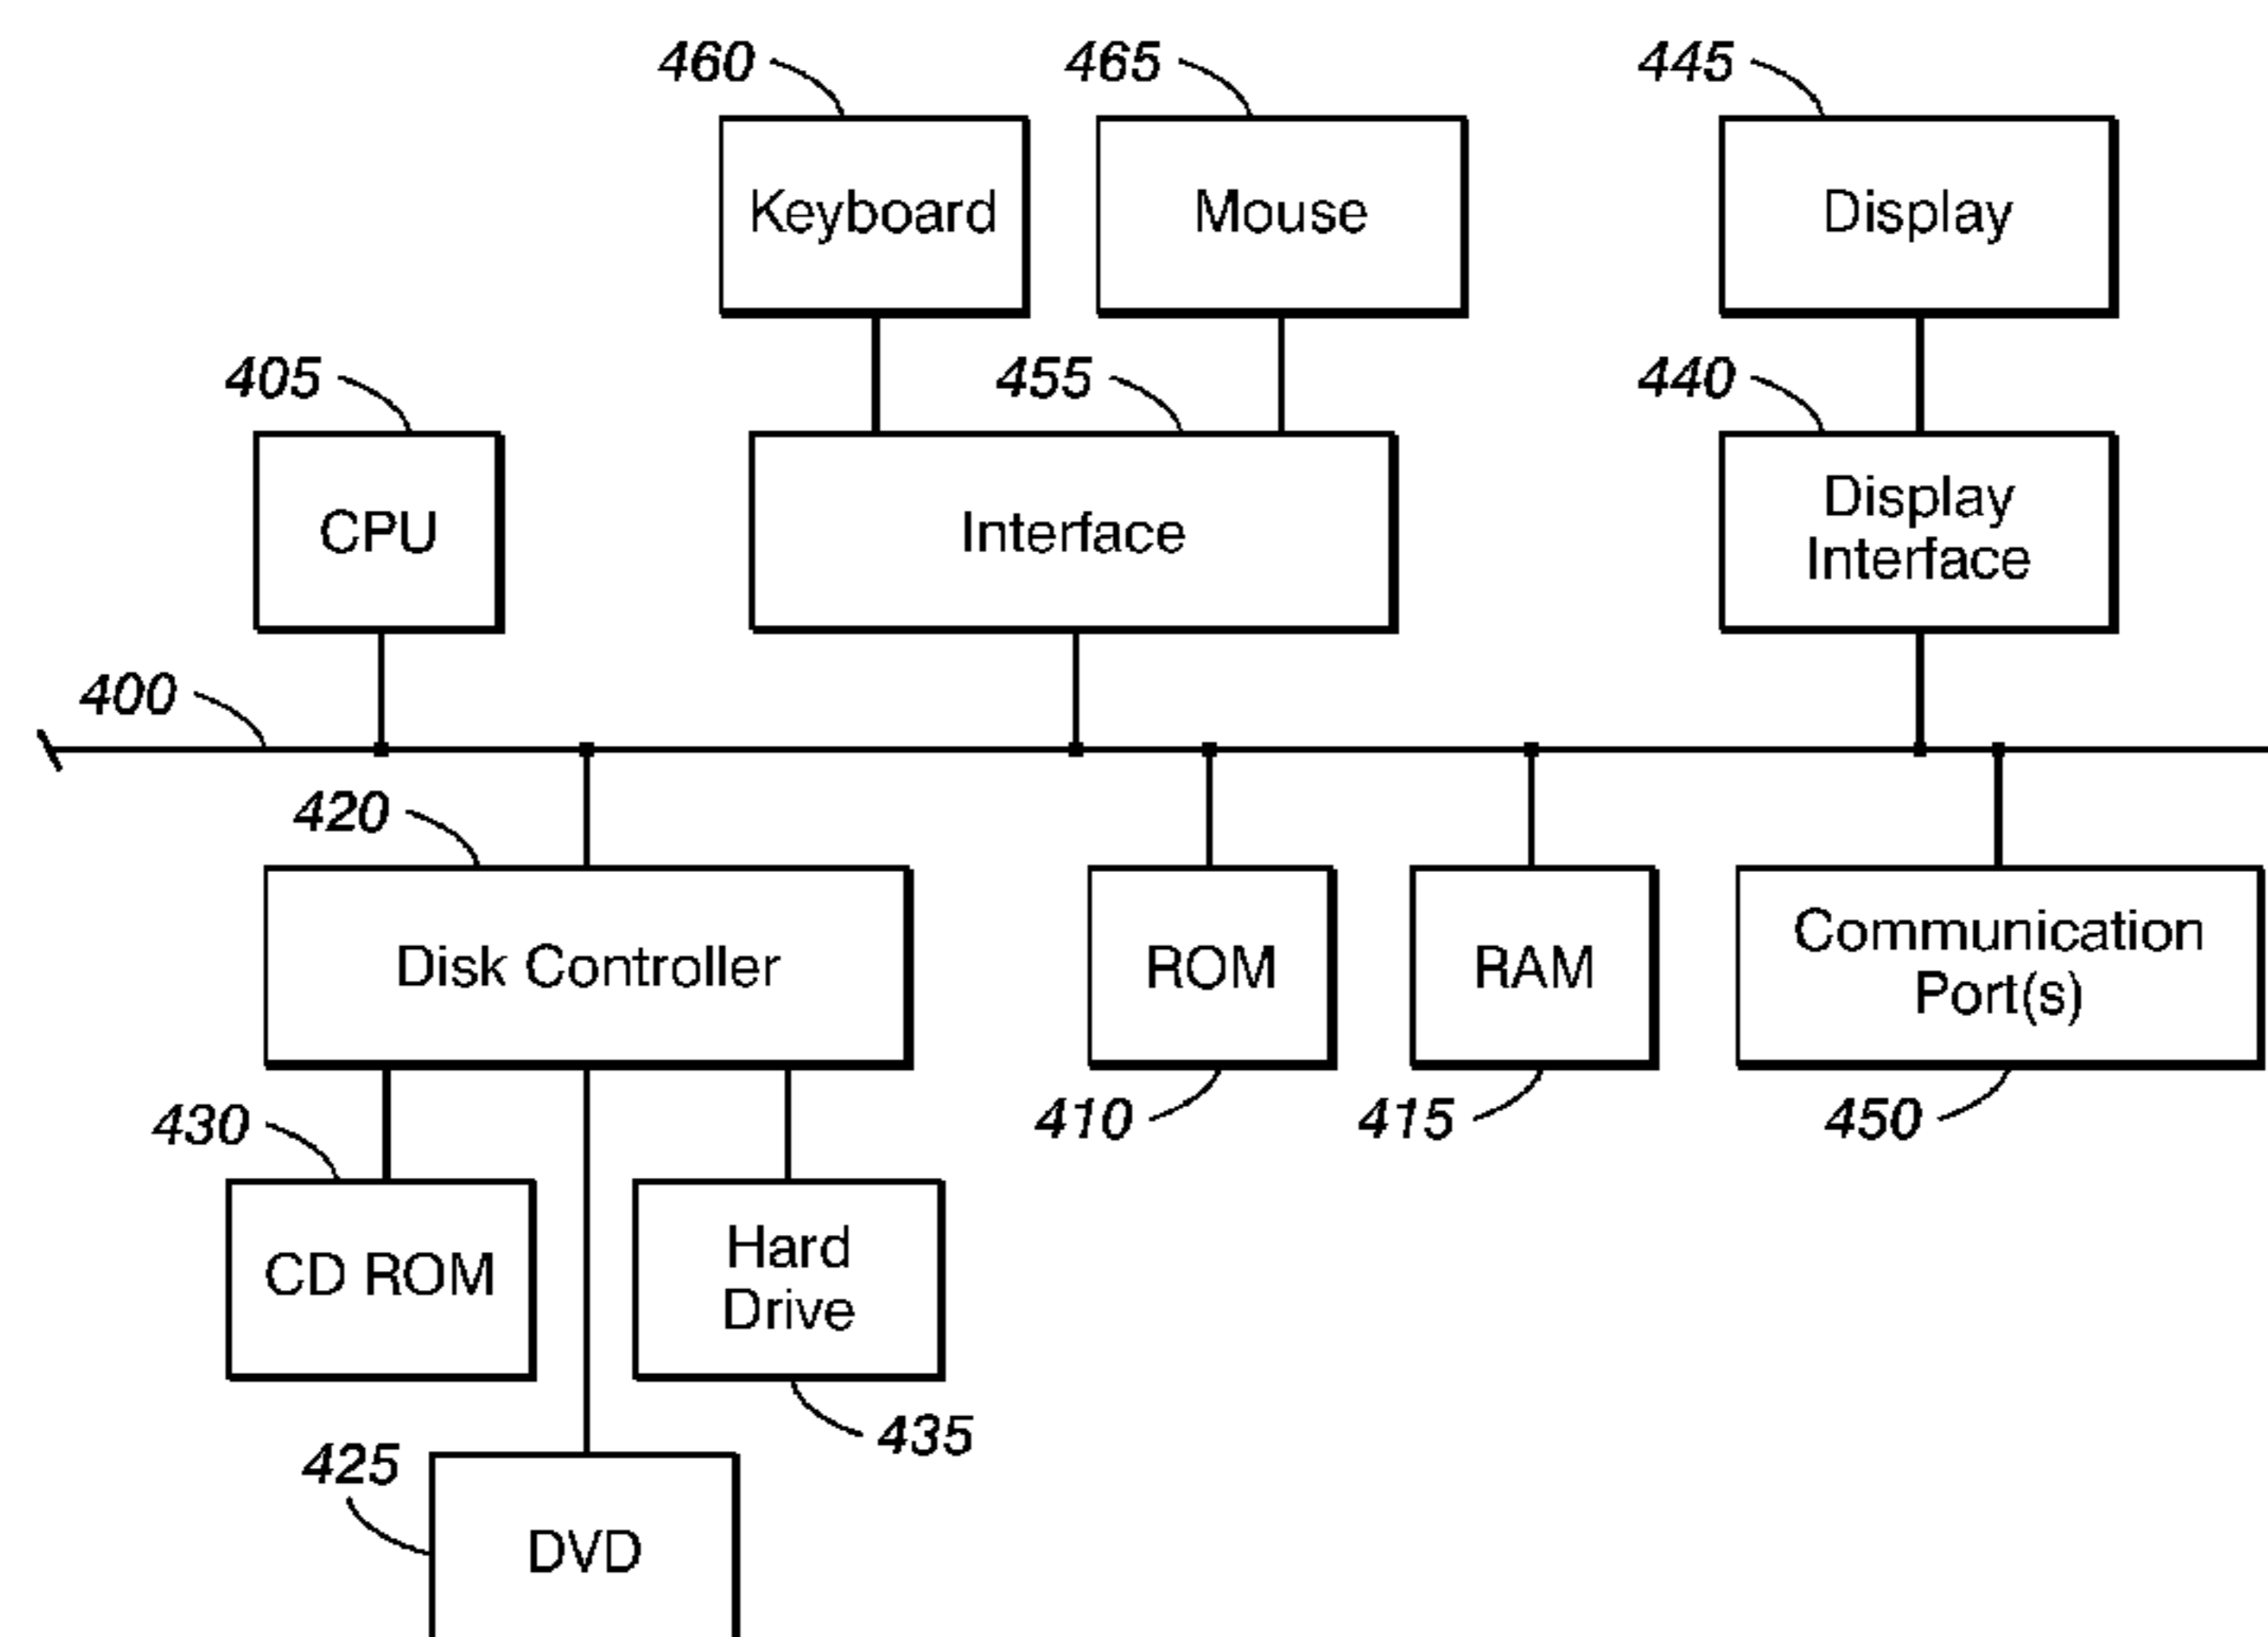 460
465
445
Keyboard
Mouse
Display
405
455
440
CPU
Interface
Display
Interface
400
420
Disk Controller
ROM
RAM
Communication
Port(s)
430
410
415
450
CD ROM
Hard
Drive
435
425
DVD